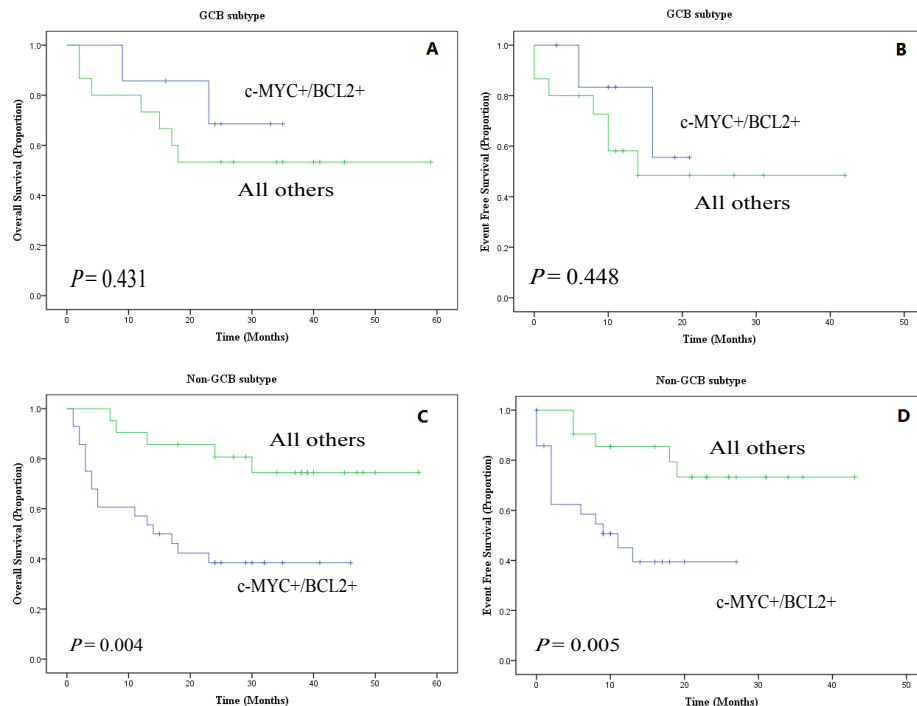 GCB subtype
A
Overall Survival (Proportion)
1.0
0.8
0.6
0.4
0.2
0.0
c-MYC+/BCL2+
All others
P= 0.431
0 10 20 30 40 50 60
Time (Months)
GCB subtype
B
Event Free Survival (Proportion)
1.0
0.8
0.6
0.4
0.2
0.0
c-MYC+/BCL2+
All others
P= 0.448
0 10 20 30 40 50
Time (Months)
Non-GCB subtype
C
Overall Survival (Proportion)
1.0
0.8
0.6
0.4
0.2
0.0
All others
c-MYC+/BCL2+
P= 0.004
0 10 20 30 40 50 60
Time (Months)
Non-GCB subtype
D
Event Free Survival (Proportion)
1.0
0.8
0.6
0.4
0.2
0.0
All others
c-MYC+/BCL2+
P= 0.005
0 10 20 30 40 50
Time (Months)